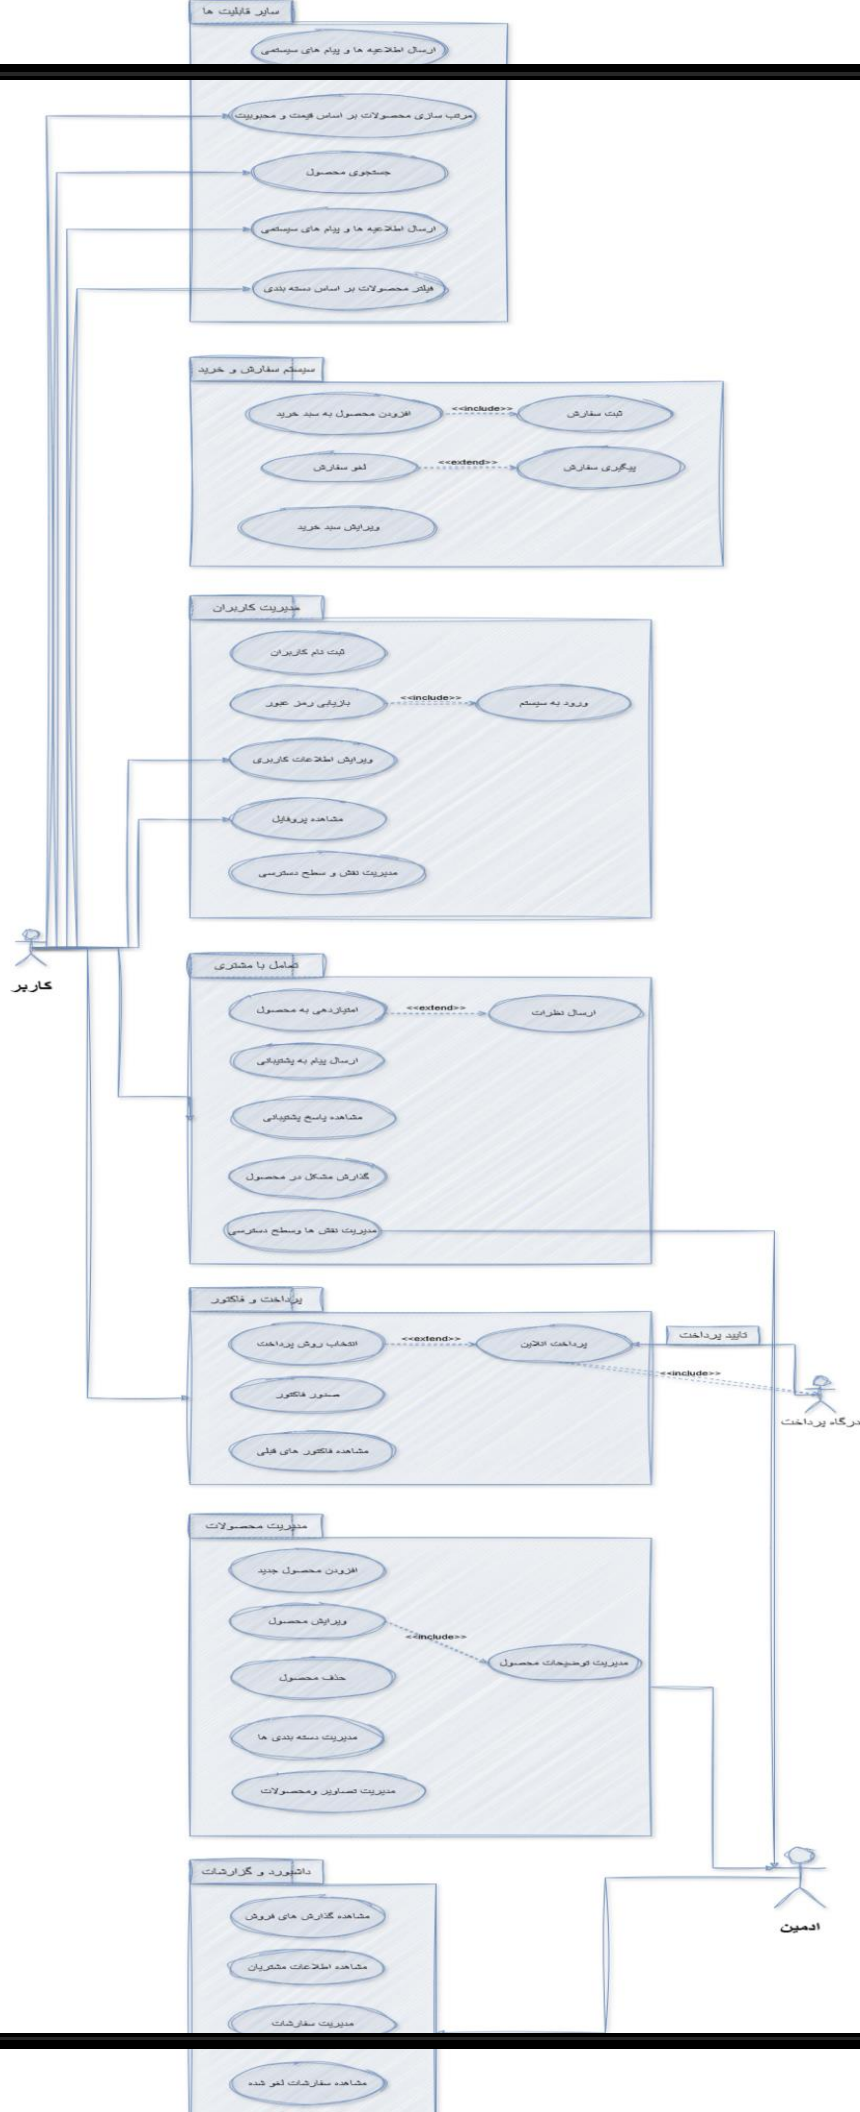 سایر قابلیت ها
ارسال اطلاعیه ها و پیام های سیستمی
مرتب سازی محصولات بر اساس قیمت و محبوبیت
جستجوی محصول
ارسال اطلاعیه ها و پیام های سیستمی
فیلتر محصولات بر اساس دسته بندی
سیستم سفارش و خرید
افزودن محصول به سبد خرید
<<include>>
ثبت سفارش
لغو سفارش
<<extend>>
پیگیری سفارش
ویرایش سبد خرید
مدیریت کاربران
ثبت نام کاربران
بازیابی رمز عبور
<<include>>
ورود به سیستم
ویرایش اطلاعات کاربری
مشاهده پروفایل
مدیریت نقش و سطح دسترسی
کاربر
تعامل با مشتری
امتیازدهی به محصول
<<extend>>
ارسال نظرات
ارسال پیام به پشتیبانی
مشاهده پاسخ پشتیبانی
گذارش مشکل در محصول
مدیریت نقش ها وسطح دسترسی
پرداخت و فاکتور
انتخاب روش پرداخت
<<extend>>
پرداخت انلاین
تایید پرداخت
<<include>>
درگاه پرداخت
صدور فاکتور
مشاهده فاکتور های قبلی
مدیریت محصولات
افزودن محصول جدید
ویرایش محصول
<<include>>
مدیریت توضیحات محصول
حذف محصول
مدیریت دسته بندی ها
مدیریت تصاویر ومحصولات
داشبورد و گزارشات
مشاهده گذارش های فروش
ادمین
مشاهده اطلاعات مشتریان
مدیریت سفارشات
مشاهده سفارشات لغو شده